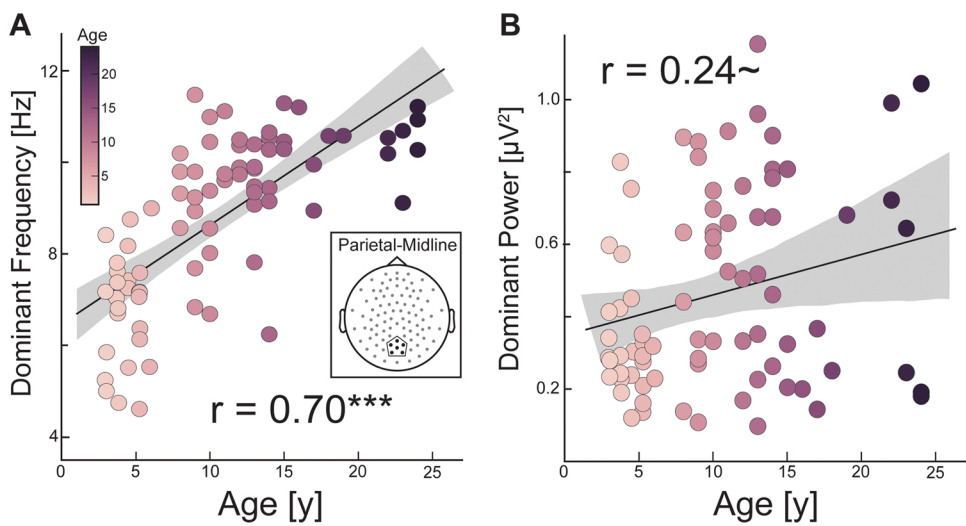 A
B
Age
20
15
10
5
12
8
4
Dominant Frequency [Hz]
r = 0.70***
Parietal-Midline
0
5
10
15
20
25
Age [y]
r = 0.24~
1.0
0.6
0.2
Dominant Power [µV²]
0
5
10
15
20
25
Age [y]